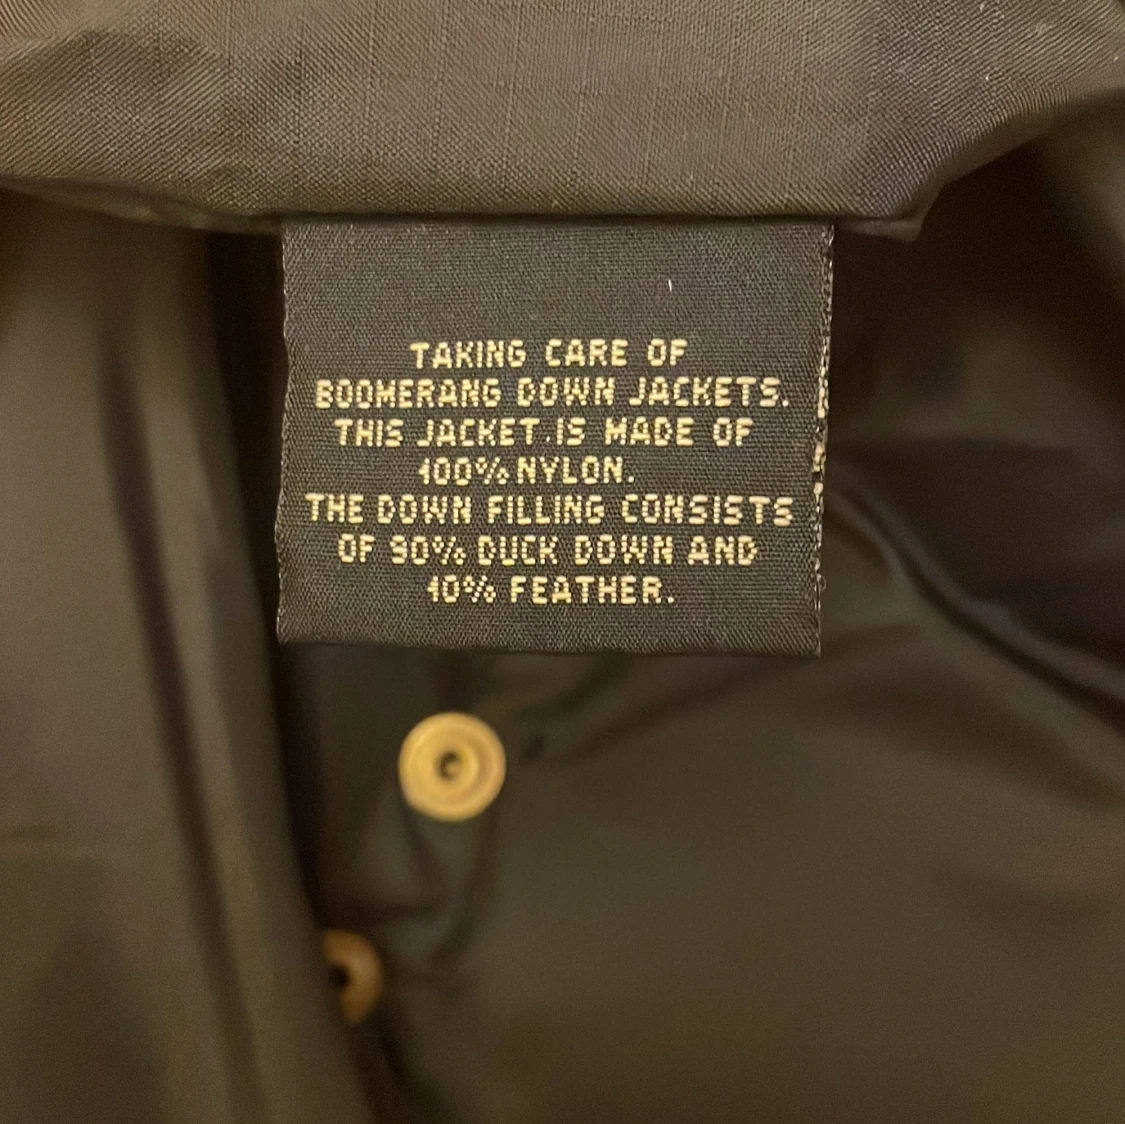 TAKING CARE OF
BOOMERANG DOWN JACKETS.
THIS JACKET.IS MADE OF
100% NYLON.
THE DOWN FILLING CONSISTS
OF 90% DUCK DOWN AND
10% FEATHER.